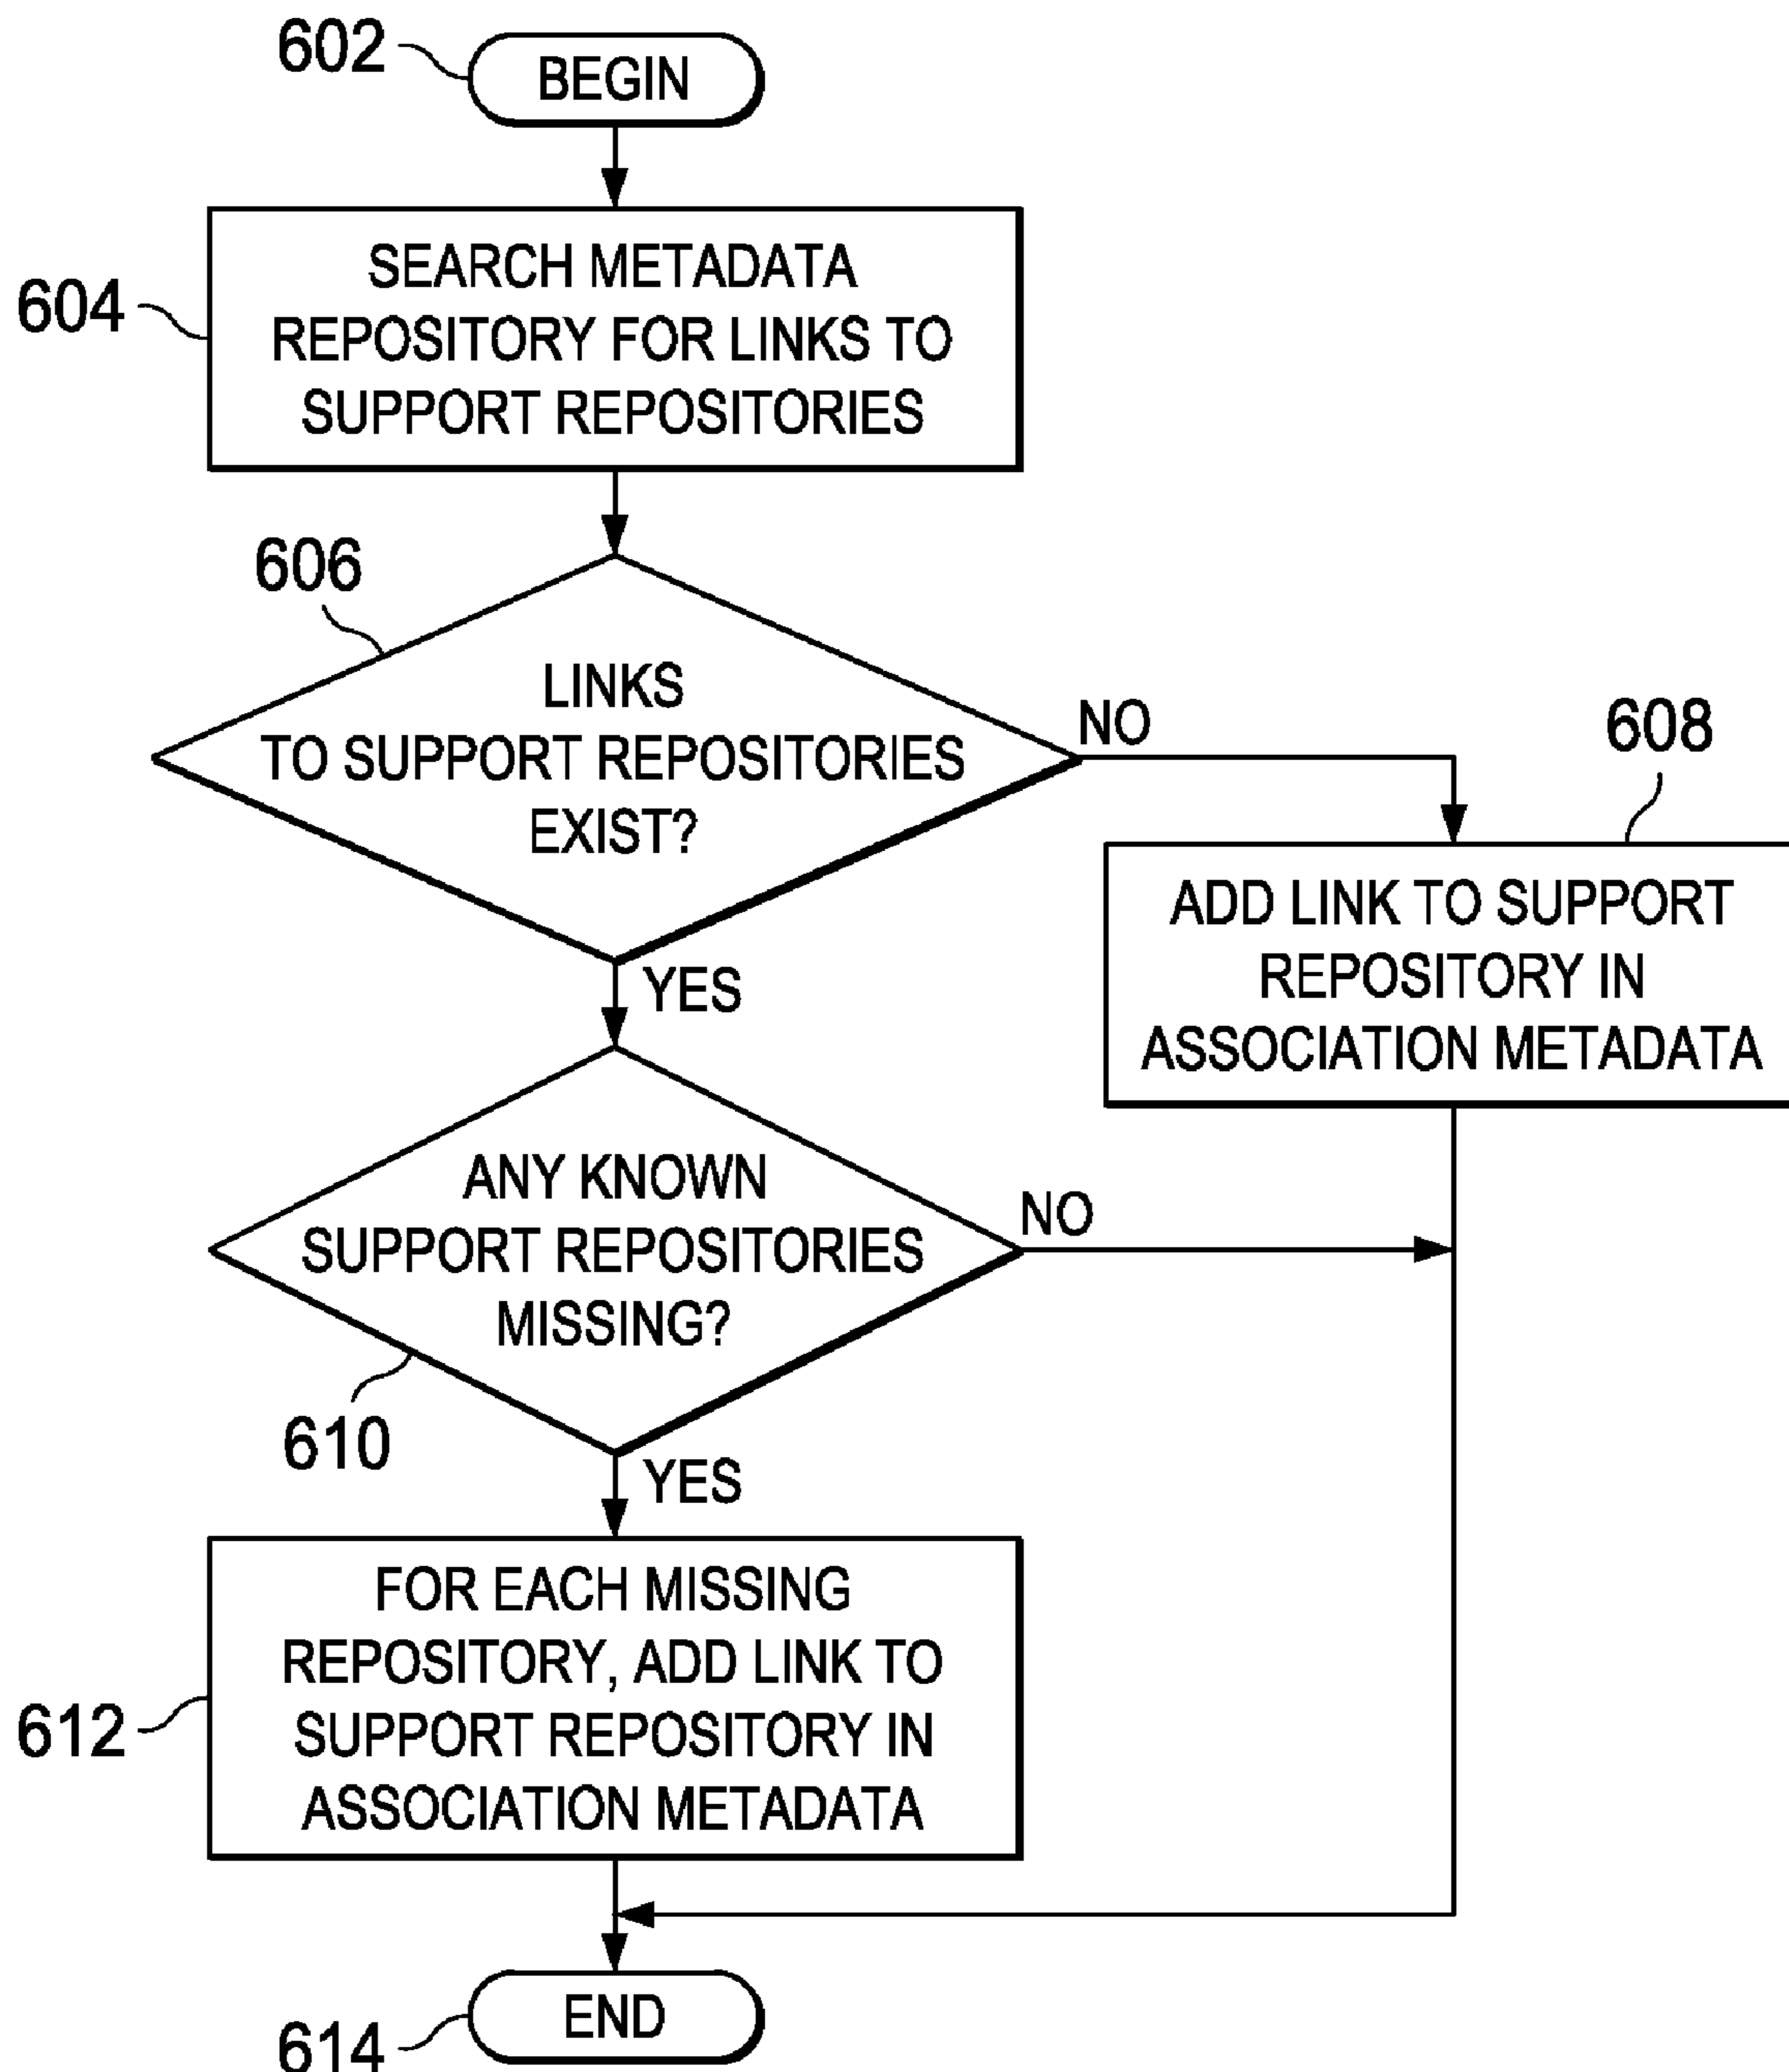 602
BEGIN
604
SEARCH METADATA
REPOSITORY FOR LINKS TO
SUPPORT REPOSITORIES
606
LINKS
TO SUPPORT REPOSITORIES
EXIST?
NO
608
ADD LINK TO SUPPORT
REPOSITORY IN
ASSOCIATION METADATA
YES
ANY KNOWN
SUPPORT REPOSITORIES
MISSING?
NO
610
YES
FOR EACH MISSING
REPOSITORY, ADD LINK TO
SUPPORT REPOSITORY IN
ASSOCIATION METADATA
612
END
614